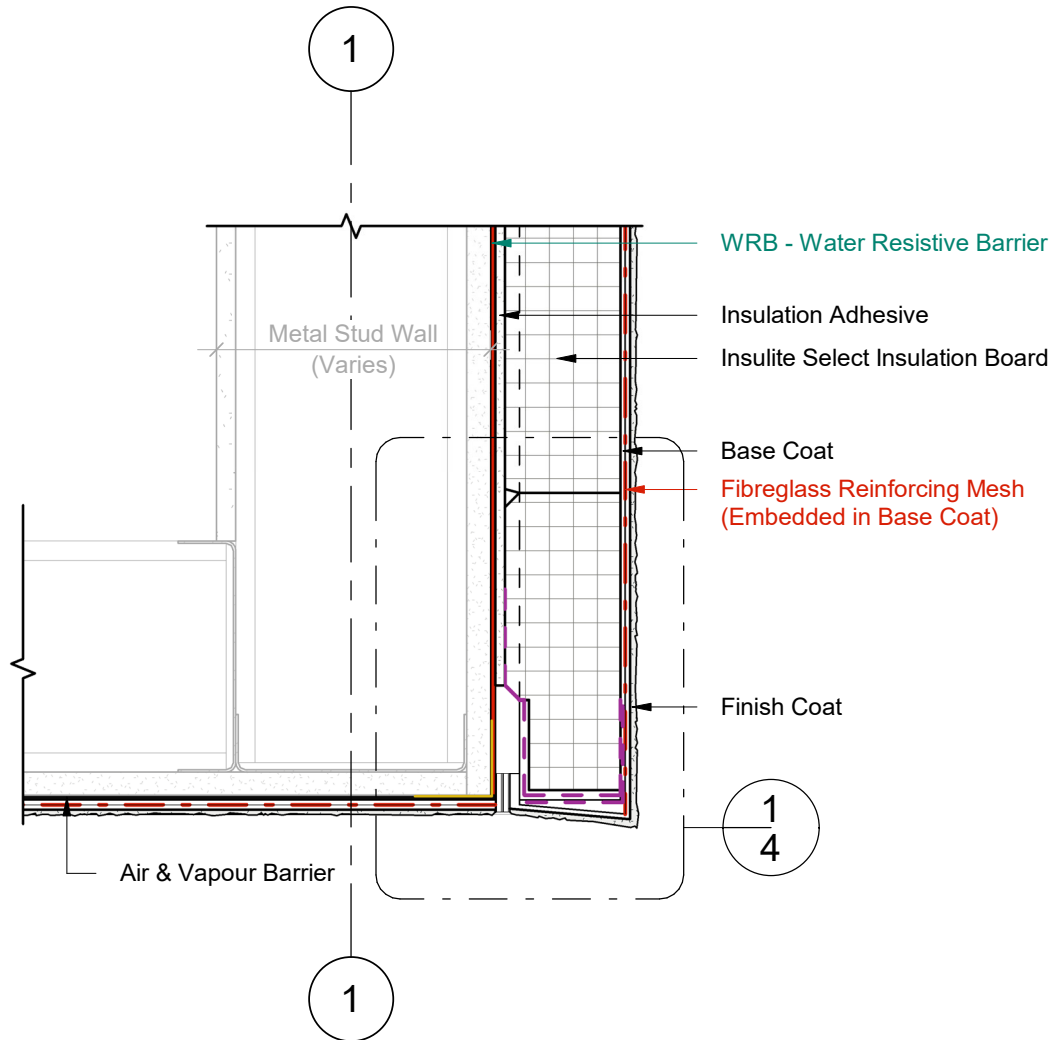 1
WRB - Water Resistive Barrier
Insulation Adhesive
Metal Stud Wall
(Varies)
Insulite Select Insulation Board
Base Coat
Fibreglass Reinforcing Mesh
(Embedded in Base Coat)
Finish Coat
1
4
Air & Vapour Barrier
1